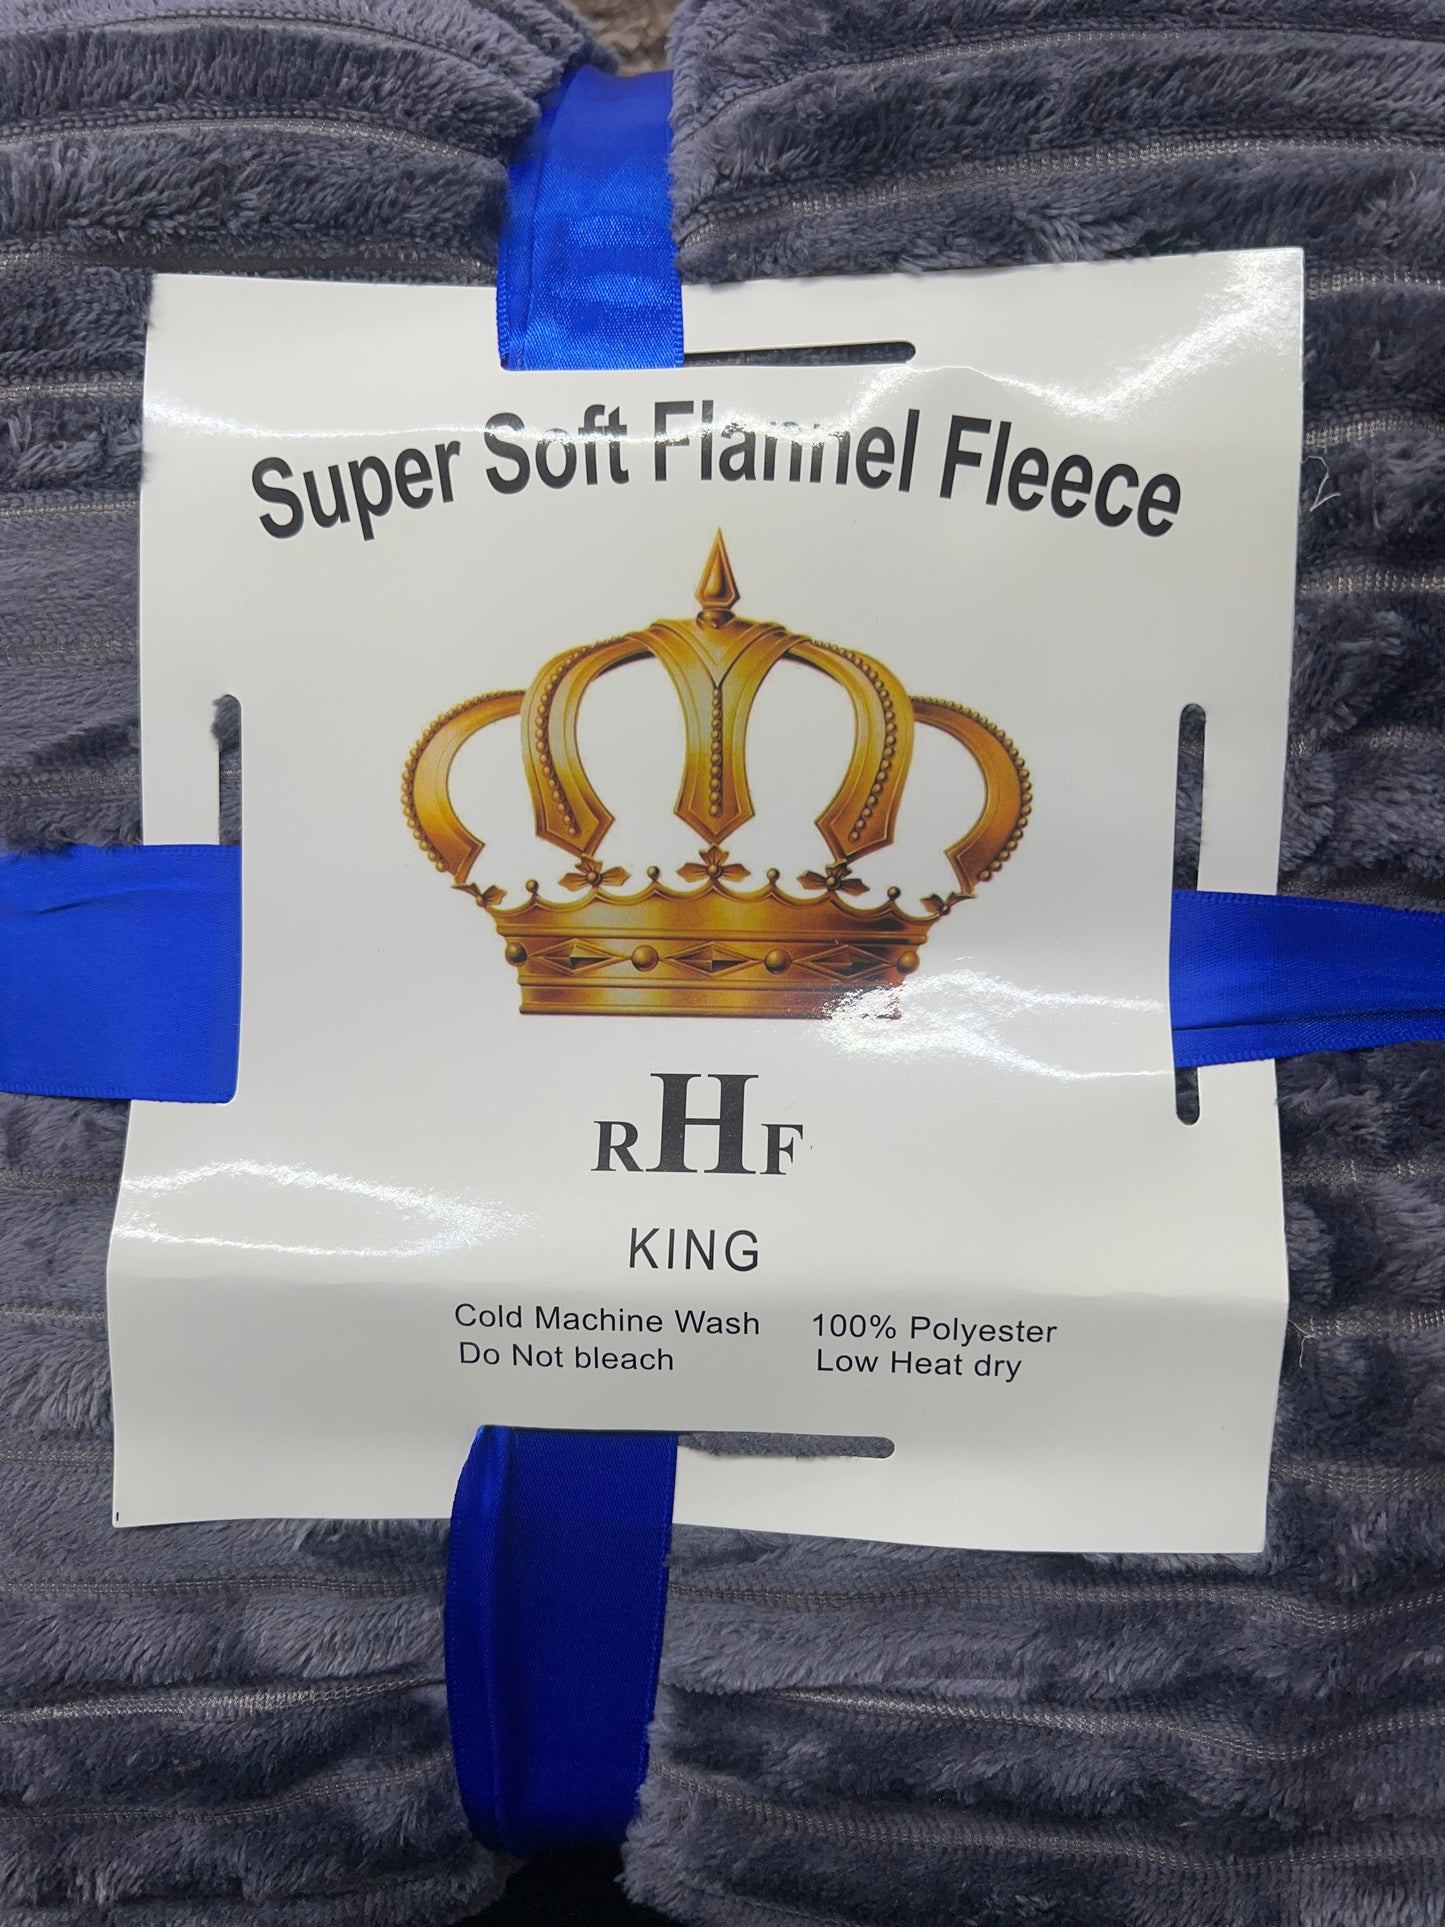 Super Soft Flannel Fleece
RHF
KING
Cold Machine Wash 100% Polyester
Do Not bleach Low Heat dry